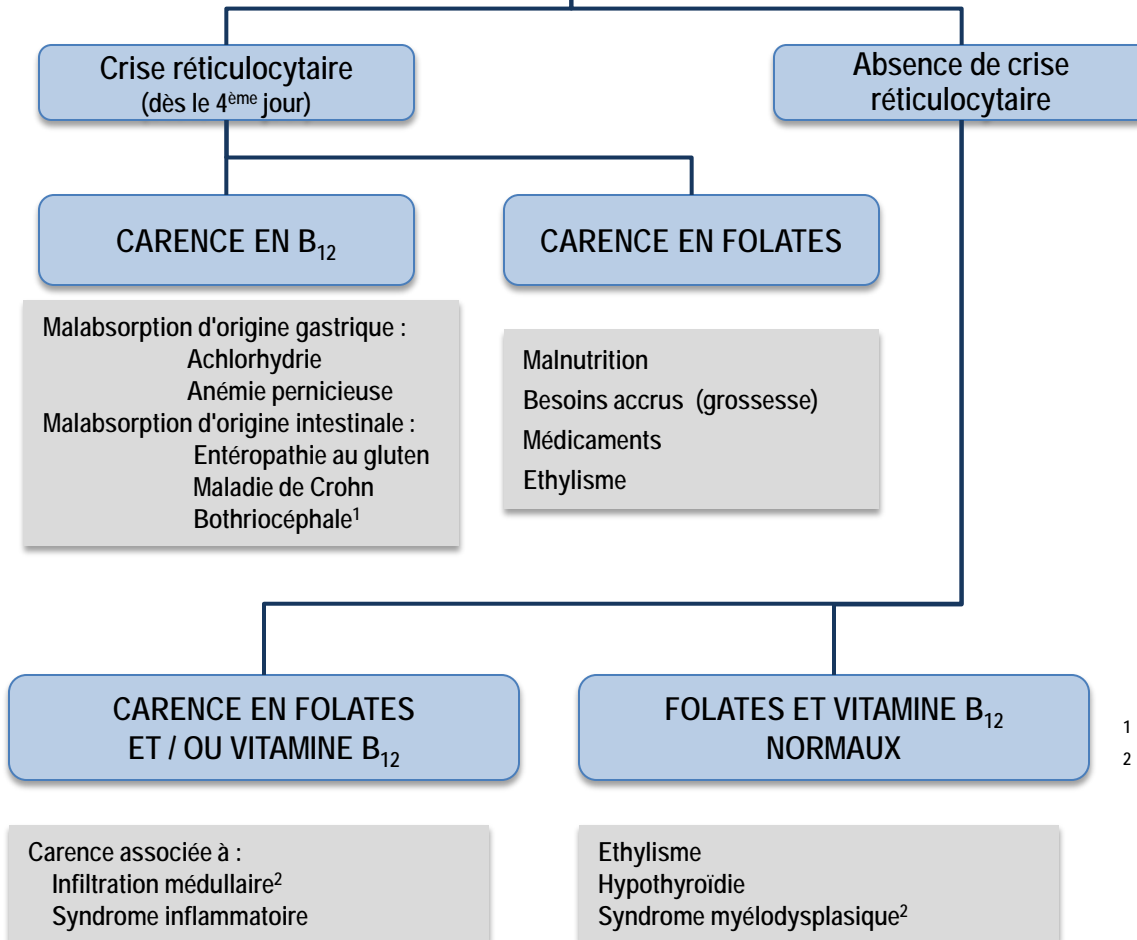 Crise réticulocytaire
(dès le 4ème jour)
Absence de crise
réticulocytaire
CARENCE EN B12
CARENCE EN FOLATES
Malabsorption d'origine gastrique :
Achlorhydrie
Anémie pernicieuse
Malabsorption d'origine intestinale :
Entéropathie au gluten
Maladie de Crohn
Bothriocéphale1
Malnutrition
Besoins accrus (grossesse)
Médicaments
Ethylisme
CARENCE EN FOLATES
ET / OU VITAMINE B12
FOLATES ET VITAMINE B12
NORMAUX
1
2
Carence associée à :
Infiltration médullaire2
Syndrome inflammatoire
Ethylisme
Hypothyroïdie
Syndrome myélodysplasique2